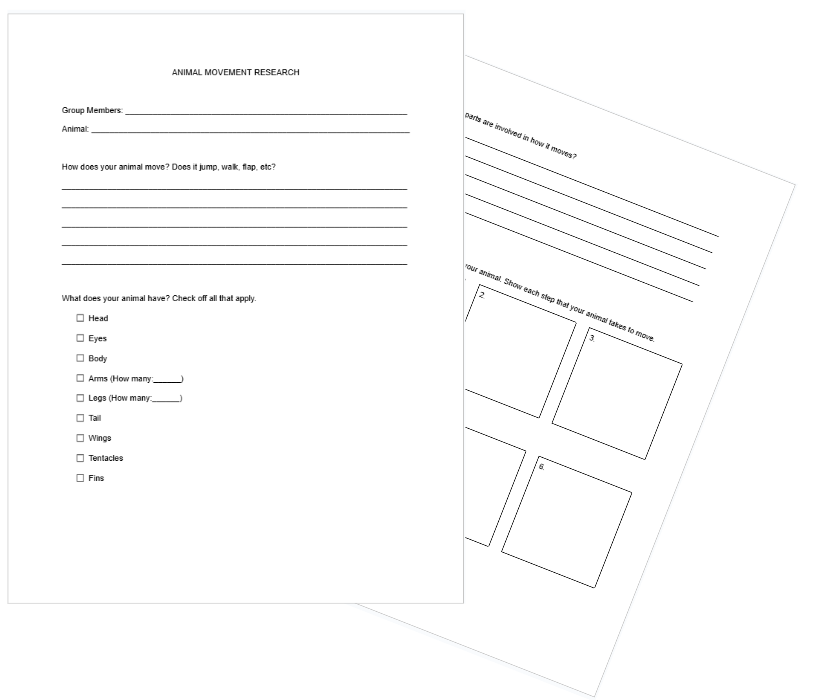 ANIMAL MOVEMENT RESEARCH
Group Members: ____________________
Animal: ____________________
How does your animal move? Does it jump, walk, flap, etc?
What does your animal have? Check off all that apply.
☐ Head
☐ Eyes
☐ Body
☐ Arms (How many:______)
☐ Legs (How many:______)
☐ Tail
☐ Wings
☐ Tentacles
☐ Fins
parts are involved in how it moves?
your animal. Show each step that your animal takes to move.
2.
3.
6.